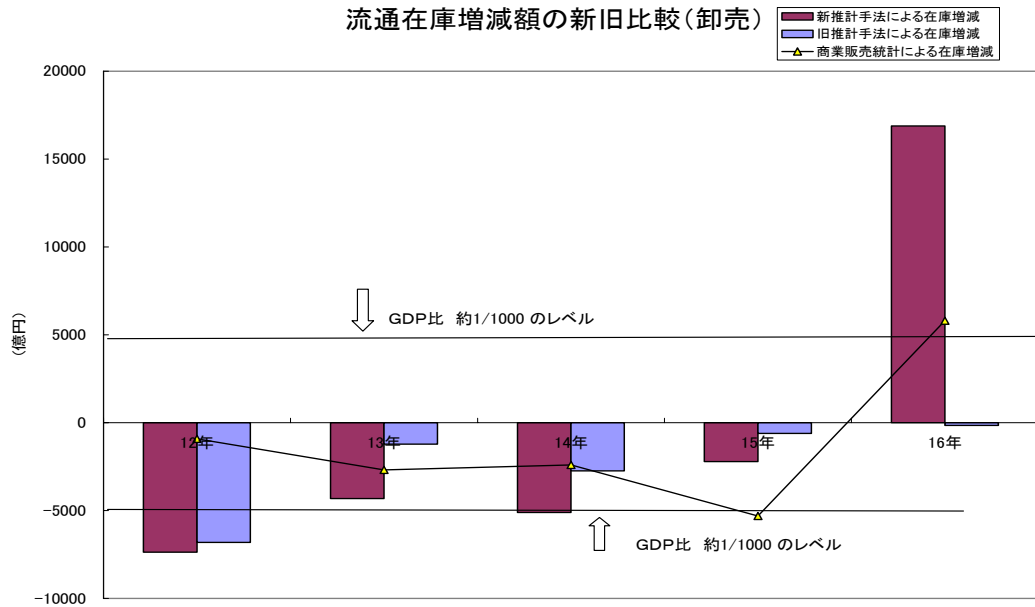 流通在庫増減額の新旧比較(卸売)
新推計手法による在庫増減
旧推計手法による在庫増減
商業販売統計による在庫増減
20000
15000
10000
5000
0
-5000
-10000
(億円)
GDP比 約1/1000 のレベル
12年
13年
14年
15年
16年
GDP比 約1/1000 のレベル